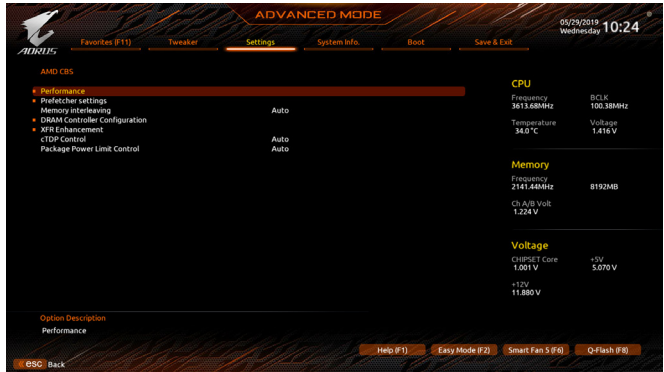 ADVANCED MODE
05/29/2019
Wednesday 10:24
AORUS
Favorites (F11) Tweaker Settings System Info. Boot Save & Exit
AMD CBS
Performance
Prefetcher settings
Memory interleaving Auto
DRAM Controller Configuration
XFR Enhancement
cTDP Control Auto
Package Power Limit Control Auto
CPU
Frequency BCLK
3613.68MHz 100.38MHz
Temperature Voltage
34.0 °C 1.416 V
Memory
Frequency
2141.44MHz 8192MB
Ch A/B Volt
1.224 V
Voltage
CHIPSET Core +5V
1.001 V 5.070 V
+12V
11.880 V
Option Description
Performance
Help (F1) Easy Mode (F2) Smart Fan 5 (F6) Q-Flash (F8)
esc Back